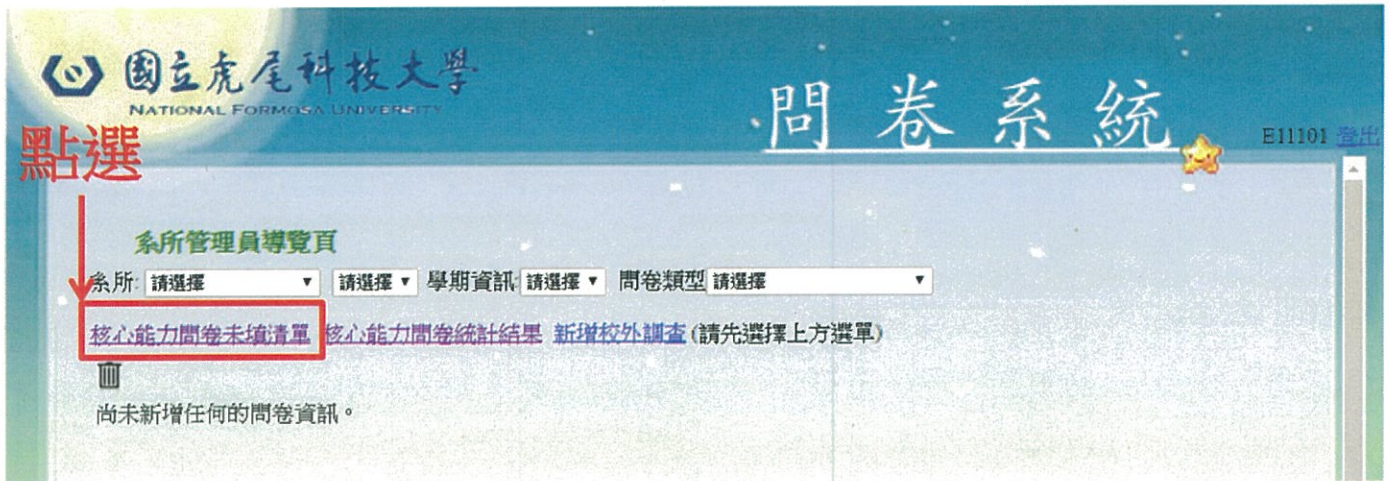 國立虎尾科技大學
NATIONAL FORMOSA UNIVERSITY
問卷系統
E11101 登出
點選
系所管理員導覽頁
系所: 請選擇 請選擇 學期資訊 請選擇 問卷類型 請選擇
核心能力問卷未填清單 核心能力問卷統計結果 新增校外調查 (請先選擇上方選單)
尚未新增任何的問卷資訊。